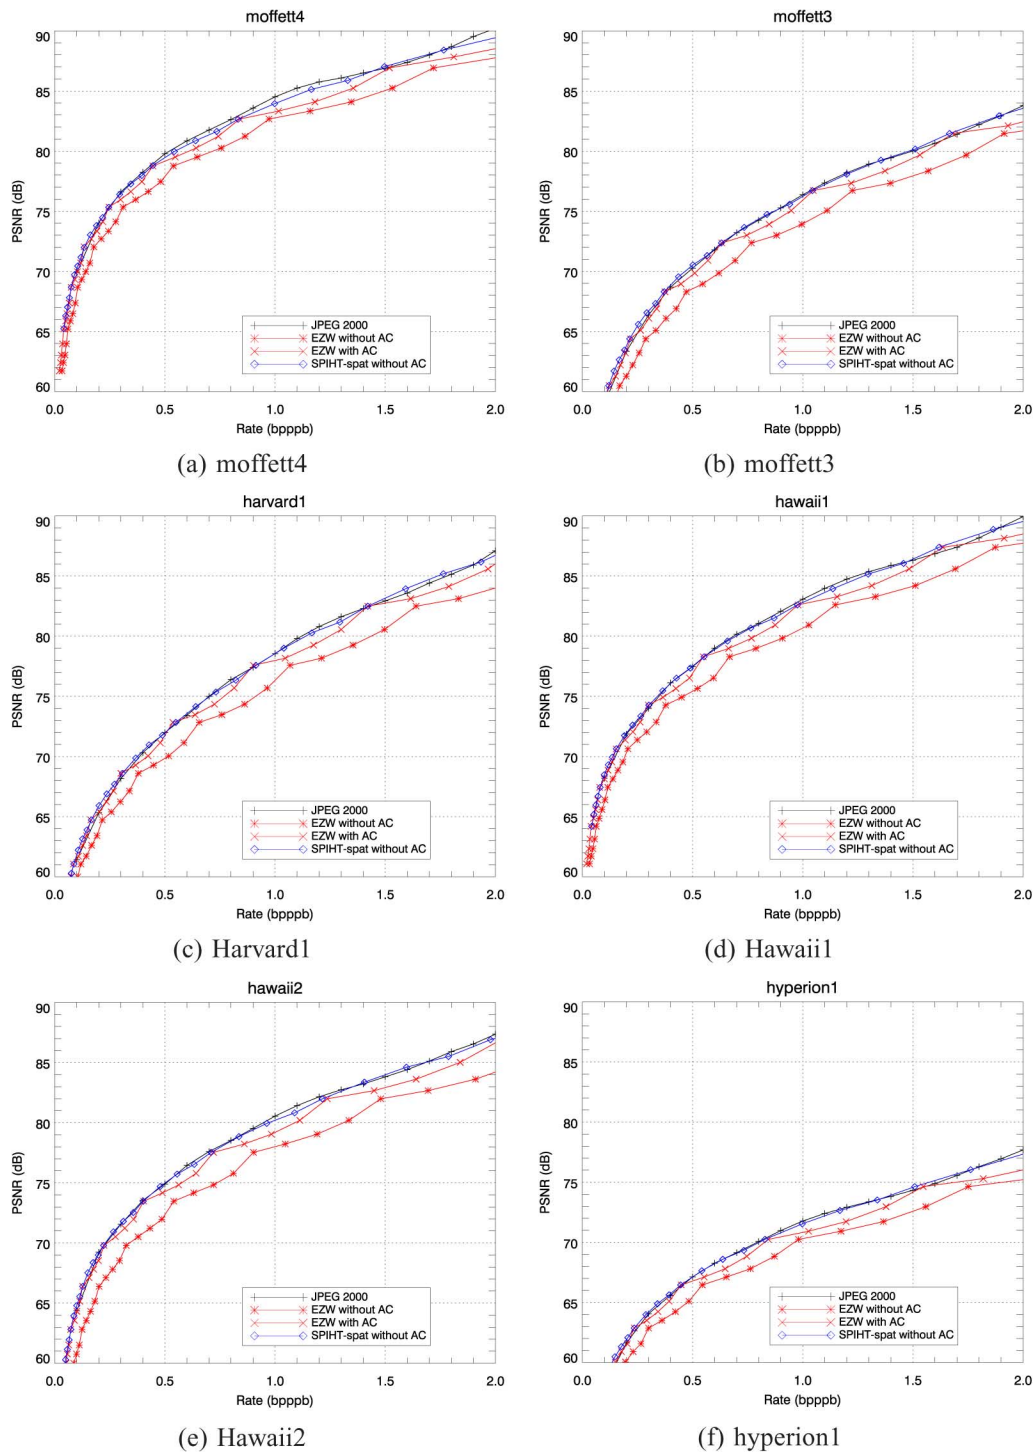 moffett4
90
85
80
75
70
65
60
PSNR (dB)
JPEG 2000
EZW without AC
EZW with AC
SPIHT-spat without AC
0.0 0.5 1.0 1.5 2.0
Rate (bpppb)
(a) moffett4
moffett3
90
85
80
75
70
65
60
PSNR (dB)
JPEG 2000
EZW without AC
EZW with AC
SPIHT-spat without AC
0.0 0.5 1.0 1.5 2.0
Rate (bpppb)
(b) moffett3
harvard1
90
85
80
75
70
65
60
PSNR (dB)
JPEG 2000
EZW without AC
EZW with AC
SPIHT-spat without AC
0.0 0.5 1.0 1.5 2.0
Rate (bpppb)
(c) Harvard1
hawaii1
90
85
80
75
70
65
60
PSNR (dB)
JPEG 2000
EZW without AC
EZW with AC
SPIHT-spat without AC
0.0 0.5 1.0 1.5 2.0
Rate (bpppb)
(d) Hawaii1
hawaii2
90
85
80
75
70
65
60
PSNR (dB)
JPEG 2000
EZW without AC
EZW with AC
SPIHT-spat without AC
0.0 0.5 1.0 1.5 2.0
Rate (bpppb)
(e) Hawaii2
hyperion1
90
85
80
75
70
65
60
PSNR (dB)
JPEG 2000
EZW without AC
EZW with AC
SPIHT-spat without AC
0.0 0.5 1.0 1.5 2.0
Rate (bpppb)
(f) hyperion1